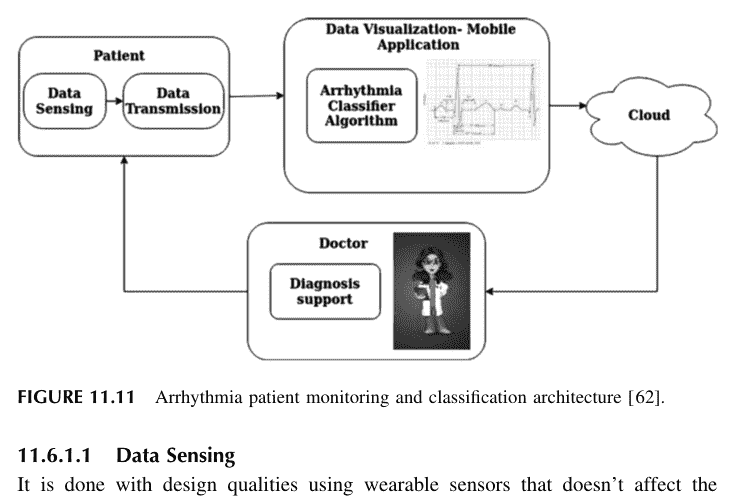 Patient
Data
Sensing
Data
Transmission
Data Visualization- Mobile
Application
Arrhythmia
Classifier
Algorithm
Cloud
Doctor
Diagnosis
support
FIGURE 11.11 Arrhythmia patient monitoring and classification architecture [62].
11.6.1.1 Data Sensing
It is done with design qualities using wearable sensors that doesn't affect the